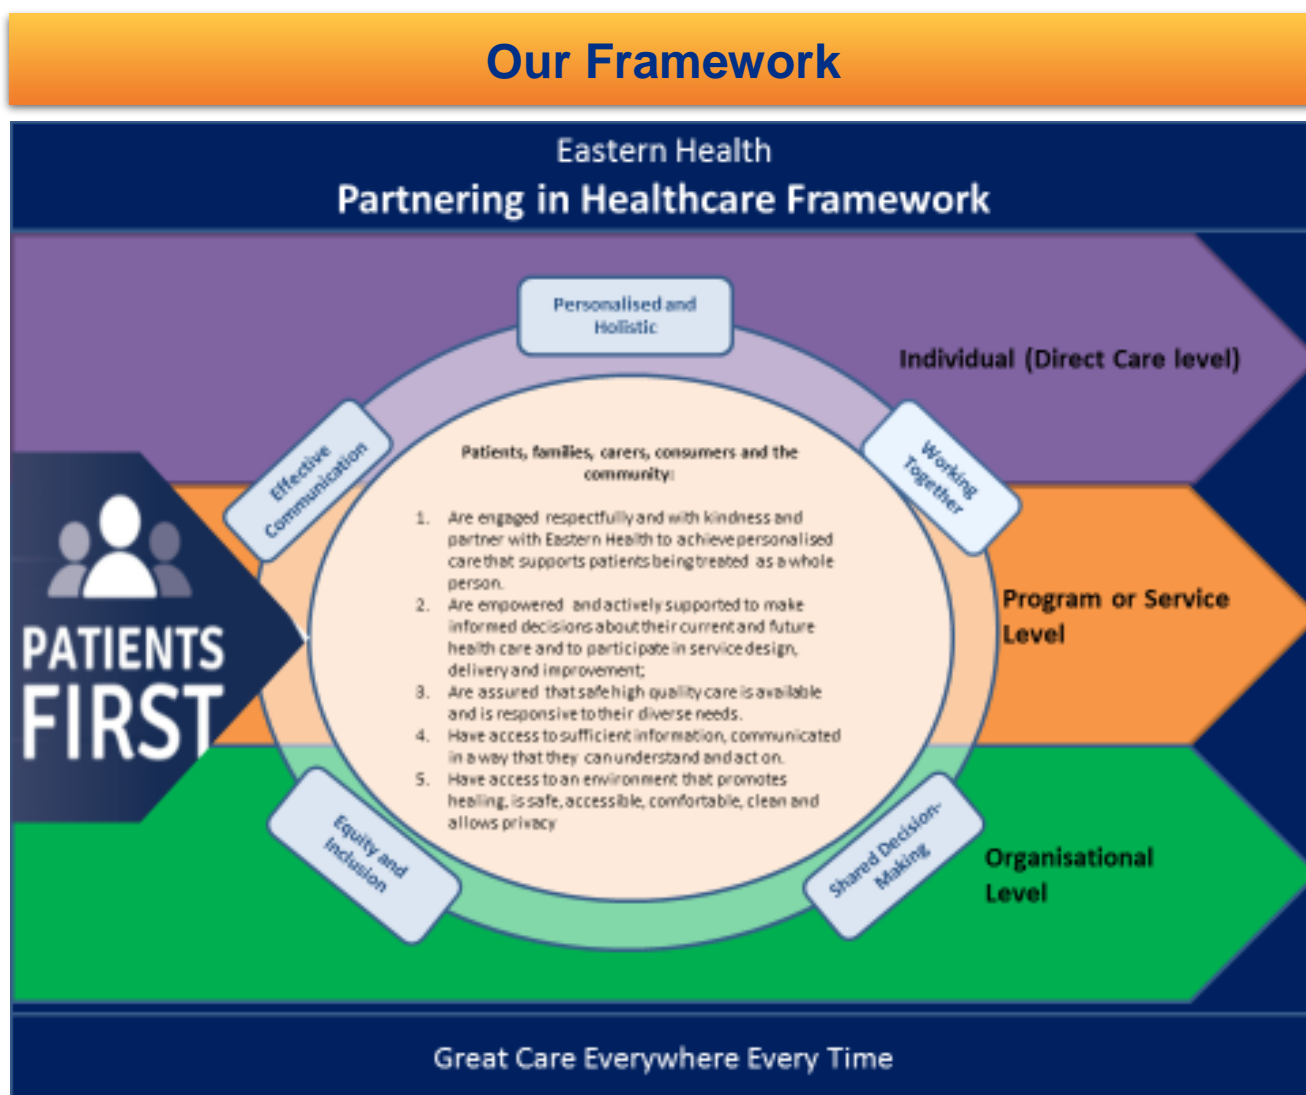 Our Framework
Eastern Health
Partnering in Healthcare Framework
Personalised and
Holistic
Individual (Direct Care level)
Effective
Communication
Working
Together
Patients, families, carers, consumers and the
community:
1. Are engaged respectfully and with kindness and
partner with Eastern Health to achieve personalised
care that supports patients being treated as a whole
person.
2. Are empowered and actively supported to make
informed decisions about their current and future
health care and to participate in service design,
delivery and improvement;
3. Are assured that safe high quality care is available
and is responsive to their diverse needs.
4. Have access to sufficient information, communicated
in a way that they can understand and act on.
5. Have access to an environment that promotes
healing, is safe, accessible, comfortable, clean and
allows privacy
PATIENTS
FIRST
Program or Service
Level
Equity and
Inclusion
Shared Decision-
Making
Organisational
Level
Great Care Everywhere Every Time